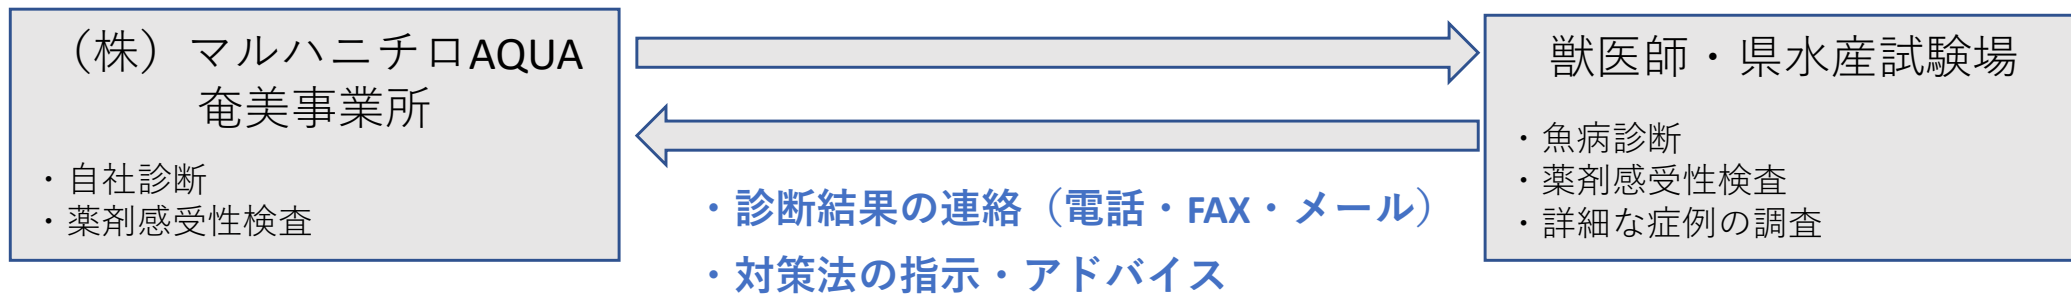 （株）マルハニチロAQUA
奄美事業所
・自社診断
・薬剤感受性検査
・診断結果の連絡（電話・FAX・メール）
・対策法の指示・アドバイス
獣医師・県水産試験場
・魚病診断
・薬剤感受性検査
・詳細な症例の調査